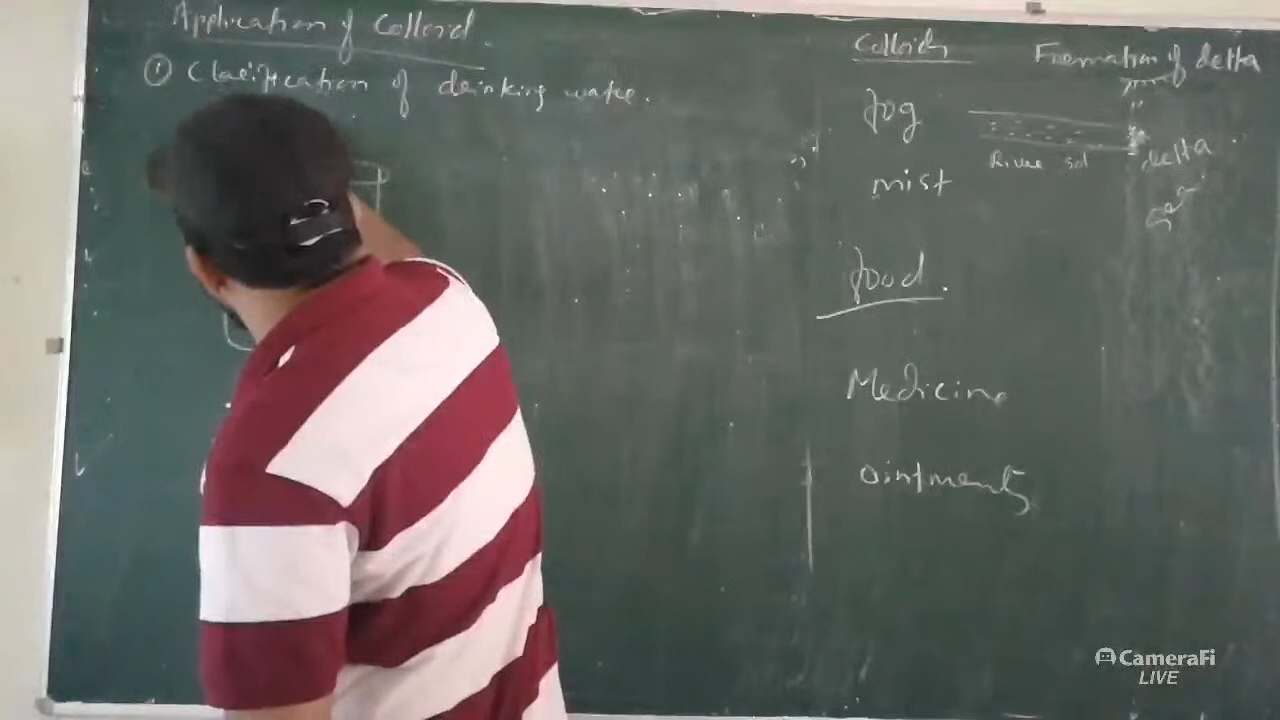 Application of Colloid.
① Clarification of drinking water.
Colloids
fog
mist
food.
Medicine
ointments
Formation of delta
River sol
delta
Sea
CameraFi
LIVE